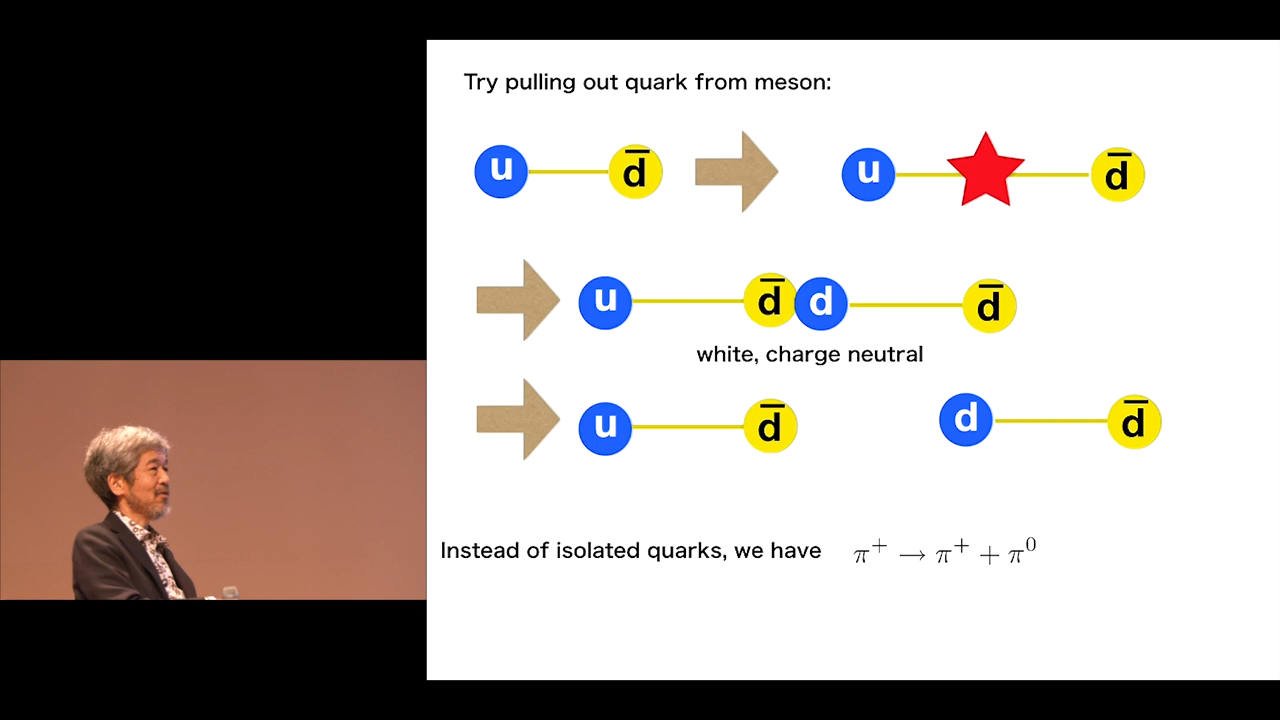 Try pulling out quark from meson:
u d̅ u d̅
u d̅ d d̅
white, charge neutral
u d̅ d d̅
Instead of isolated quarks, we have π⁺ → π⁺ + π⁰